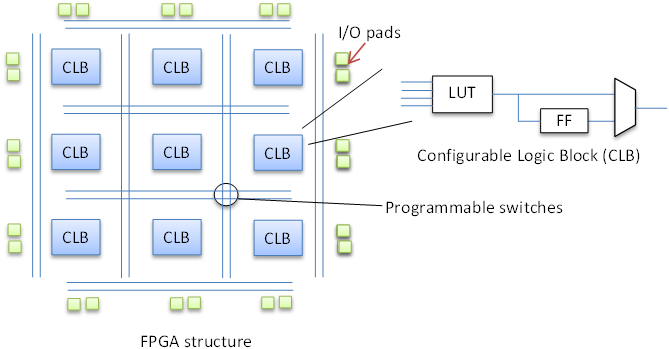 I/O pads
CLB CLB CLB
LUT
FF
CLB CLB CLB
Configurable Logic Block (CLB)
Programmable switches
CLB CLB CLB
FPGA structure